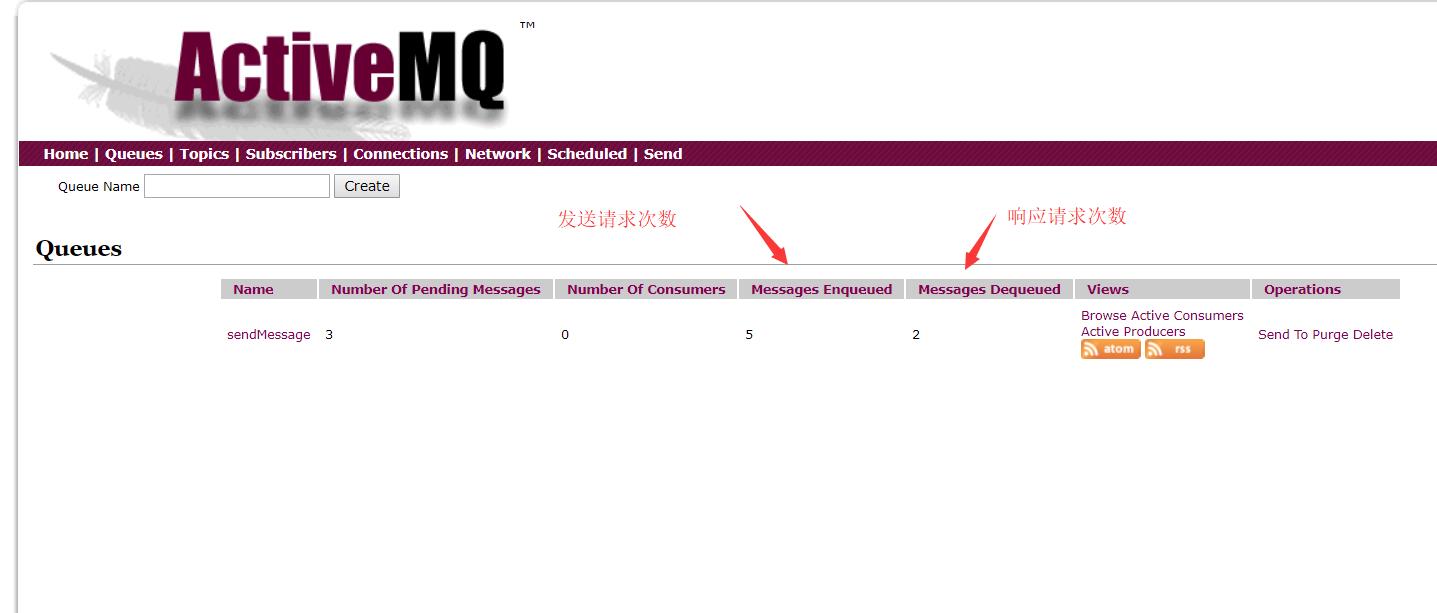 ActiveMQ™
Home | Queues | Topics | Subscribers | Connections | Network | Scheduled | Send
Queue Name Create
发送请求次数 响应请求次数
Queues
Name Number Of Pending Messages Number Of Consumers Messages Enqueued Messages Dequeued Views Operations
sendMessage 3 0 5 2 Browse Active Consumers
Active Producers
atom rss
Send To Purge Delete